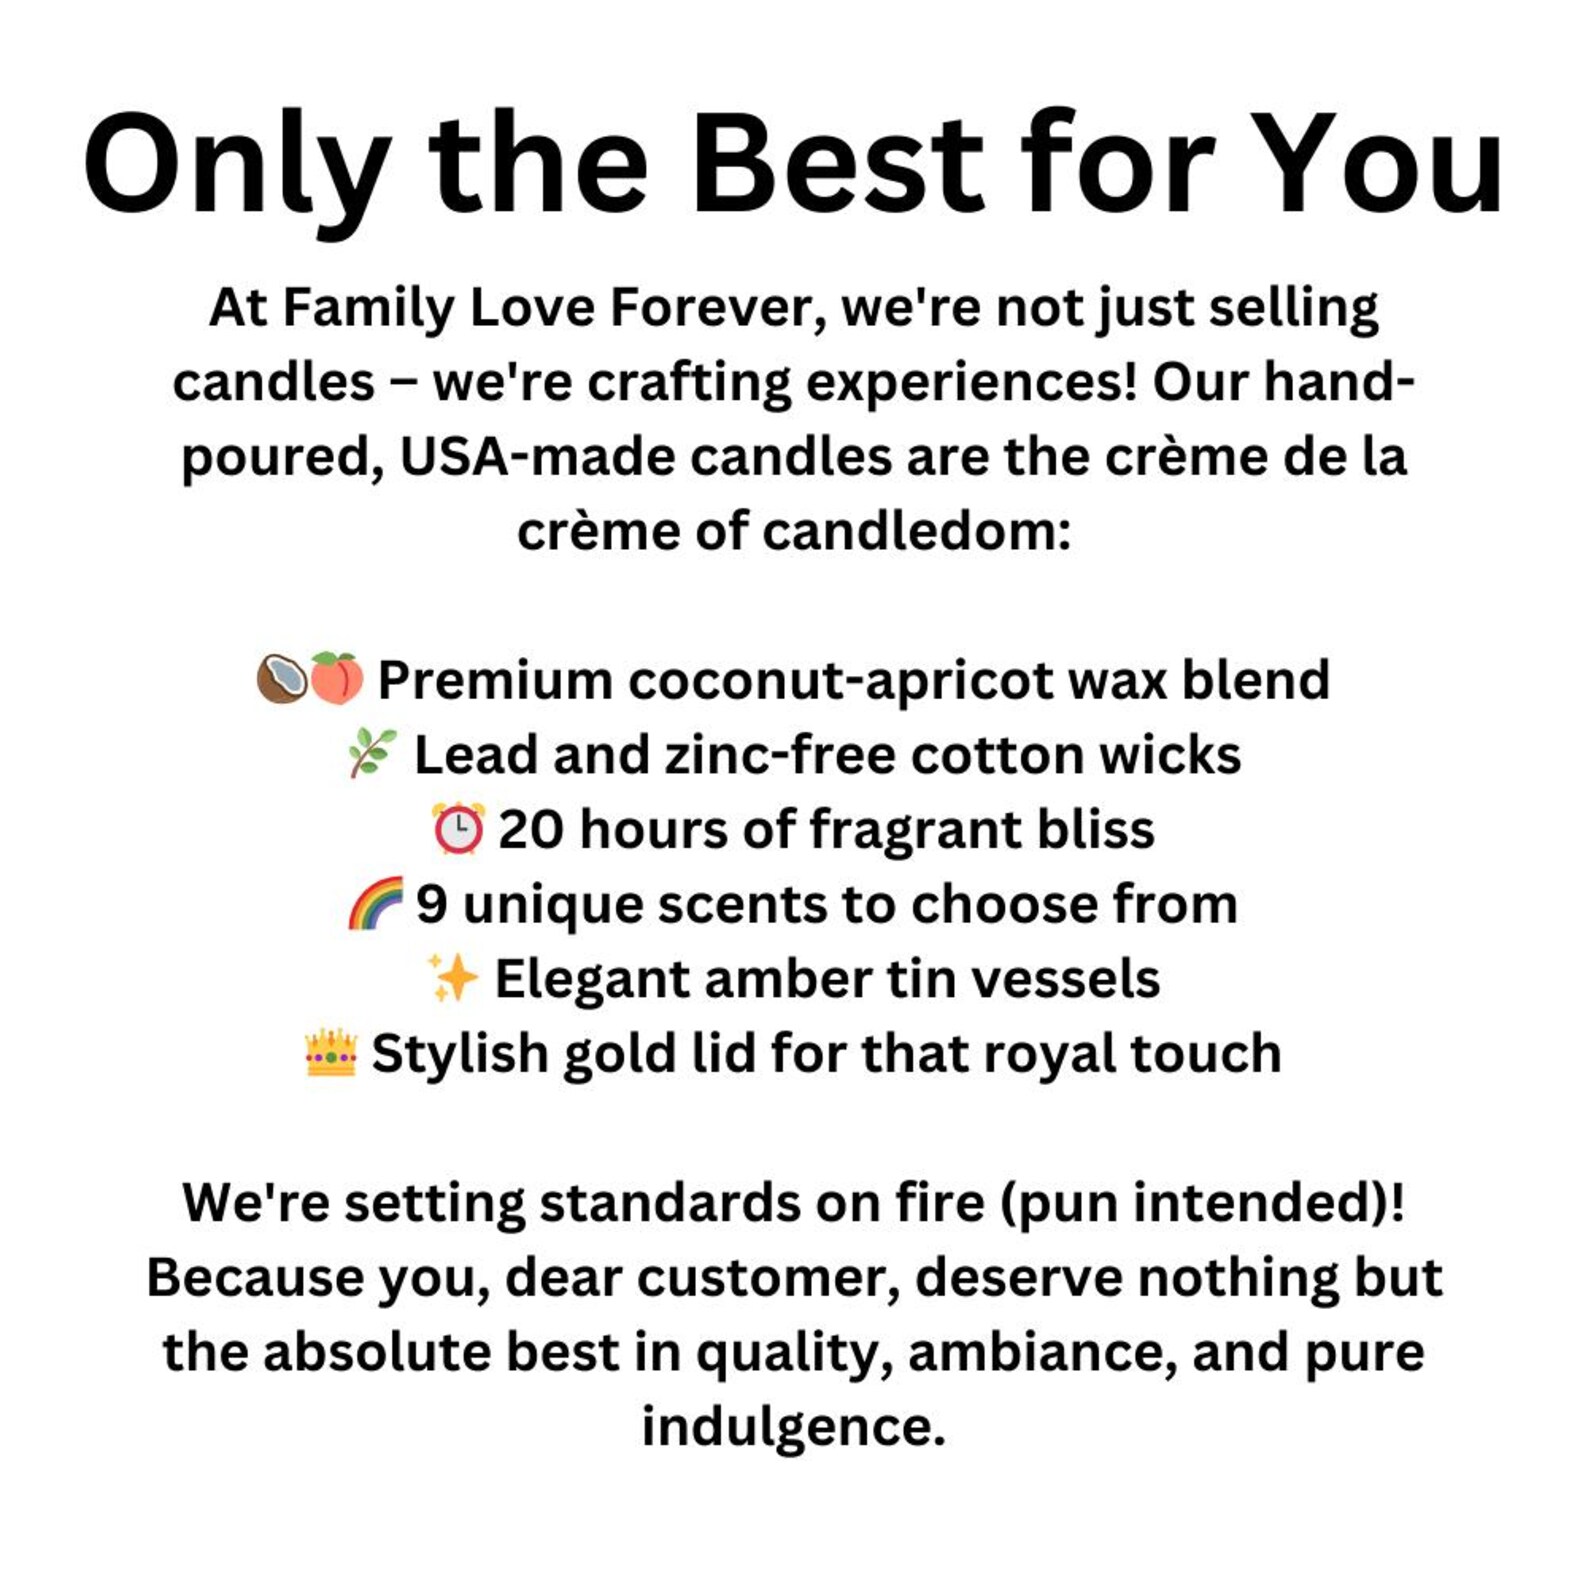 Only the Best for You
At Family Love Forever, we're not just selling
candles – we're crafting experiences! Our hand-
poured, USA-made candles are the crème de la
crème of candledom:
🥥🍑 Premium coconut-apricot wax blend
🌿 Lead and zinc-free cotton wicks
⏰ 20 hours of fragrant bliss
🌈 9 unique scents to choose from
✨ Elegant amber tin vessels
👑 Stylish gold lid for that royal touch
We're setting standards on fire (pun intended)!
Because you, dear customer, deserve nothing but
the absolute best in quality, ambiance, and pure
indulgence.